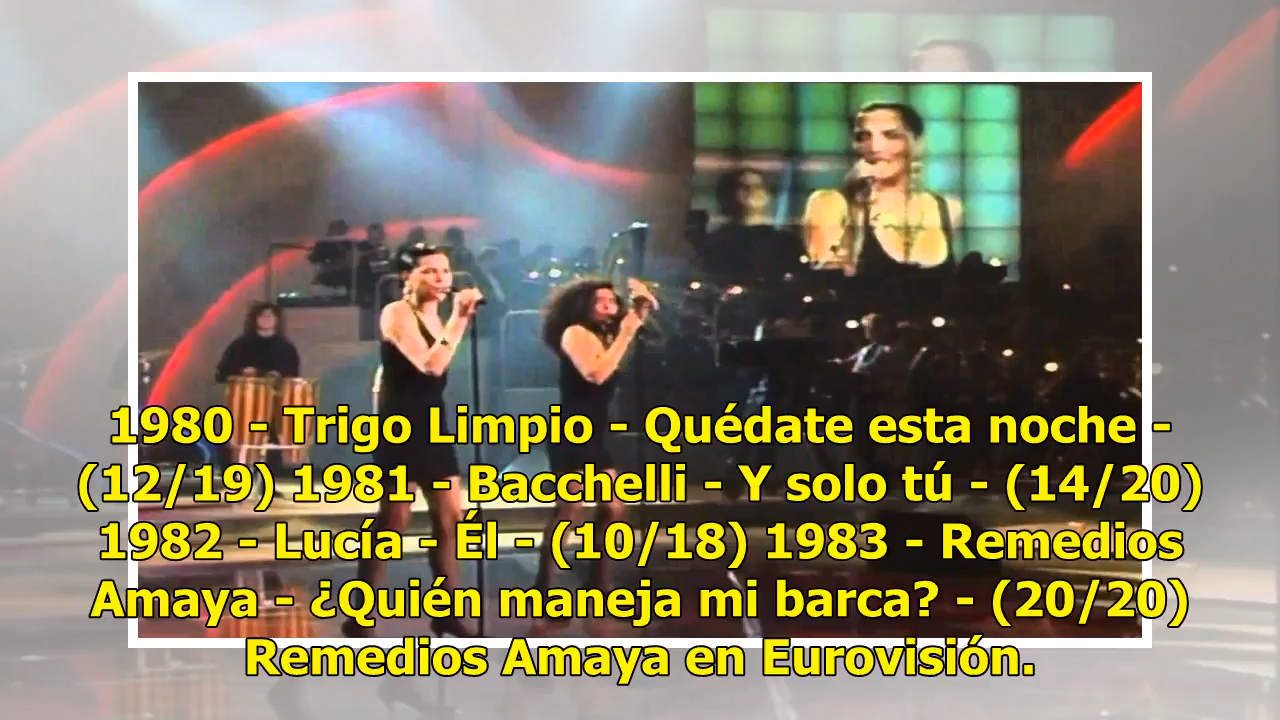 1980 - Trigo Limpio - Quédate esta noche -
(12/19) 1981 - Bacchelli - Y solo tú - (14/20)
1982 - Lucía - Él - (10/18) 1983 - Remedios
Amaya - ¿Quién maneja mi barca? - (20/20)
Remedios Amaya en Eurovisión.